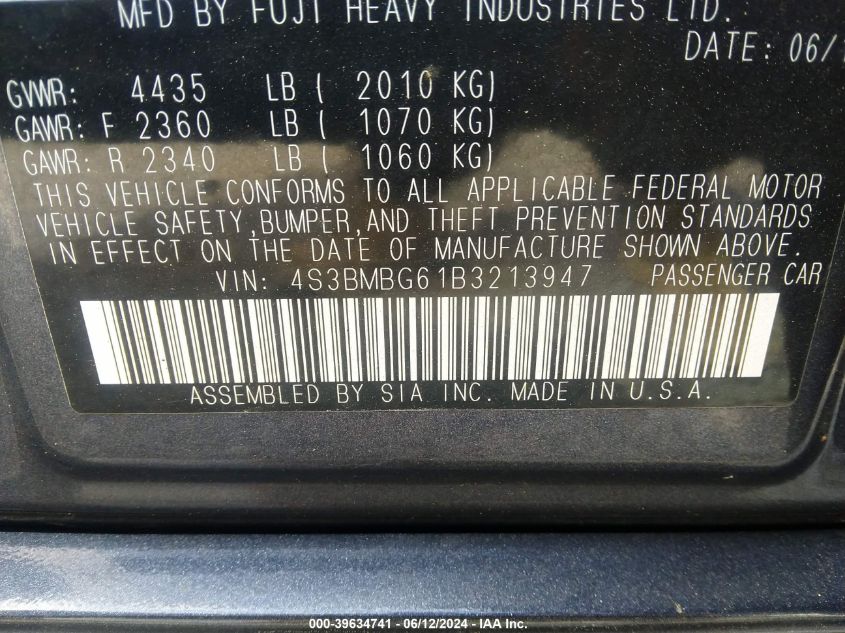 MFD BY FUJI HEAVY INDUSTRIES LTD.
DATE: 06/
GVWR: 4435 LB ( 2010 KG)
GAWR: F 2360 LB ( 1070 KG)
GAWR: R 2340 LB ( 1060 KG)
THIS VEHICLE CONFORMS TO ALL APPLICABLE FEDERAL MOTOR
VEHICLE SAFETY,BUMPER,AND THEFT PREVENTION STANDARDS
IN EFFECT ON THE DATE OF MANUFACTURE SHOWN ABOVE.
VIN: 4S3BMBG61B3213947 PASSENGER CAR
ASSEMBLED BY SIA INC. MADE IN U.S.A.
000-39634741 - 06/12/2024 - IAA Inc.